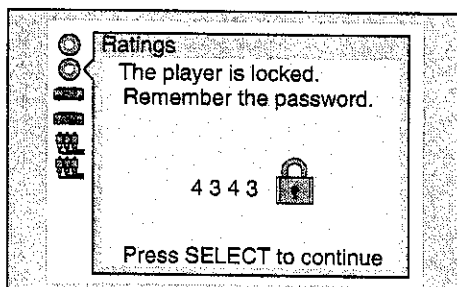 Ratings
The player is locked.
Remember the password.
4 3 4 3
Press SELECT to continue